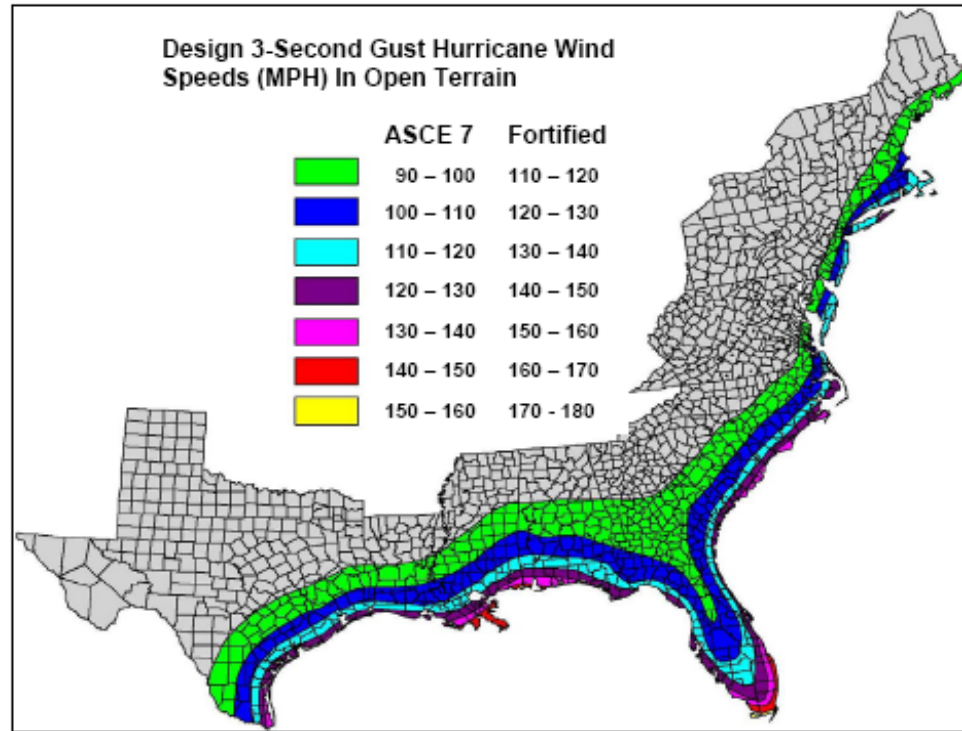 Design 3-Second Gust Hurricane Wind
Speeds (MPH) In Open Terrain
ASCE 7 Fortified
90 – 100 110 – 120
100 – 110 120 – 130
110 – 120 130 – 140
120 – 130 140 – 150
130 – 140 150 – 160
140 – 150 160 – 170
150 – 160 170 - 180